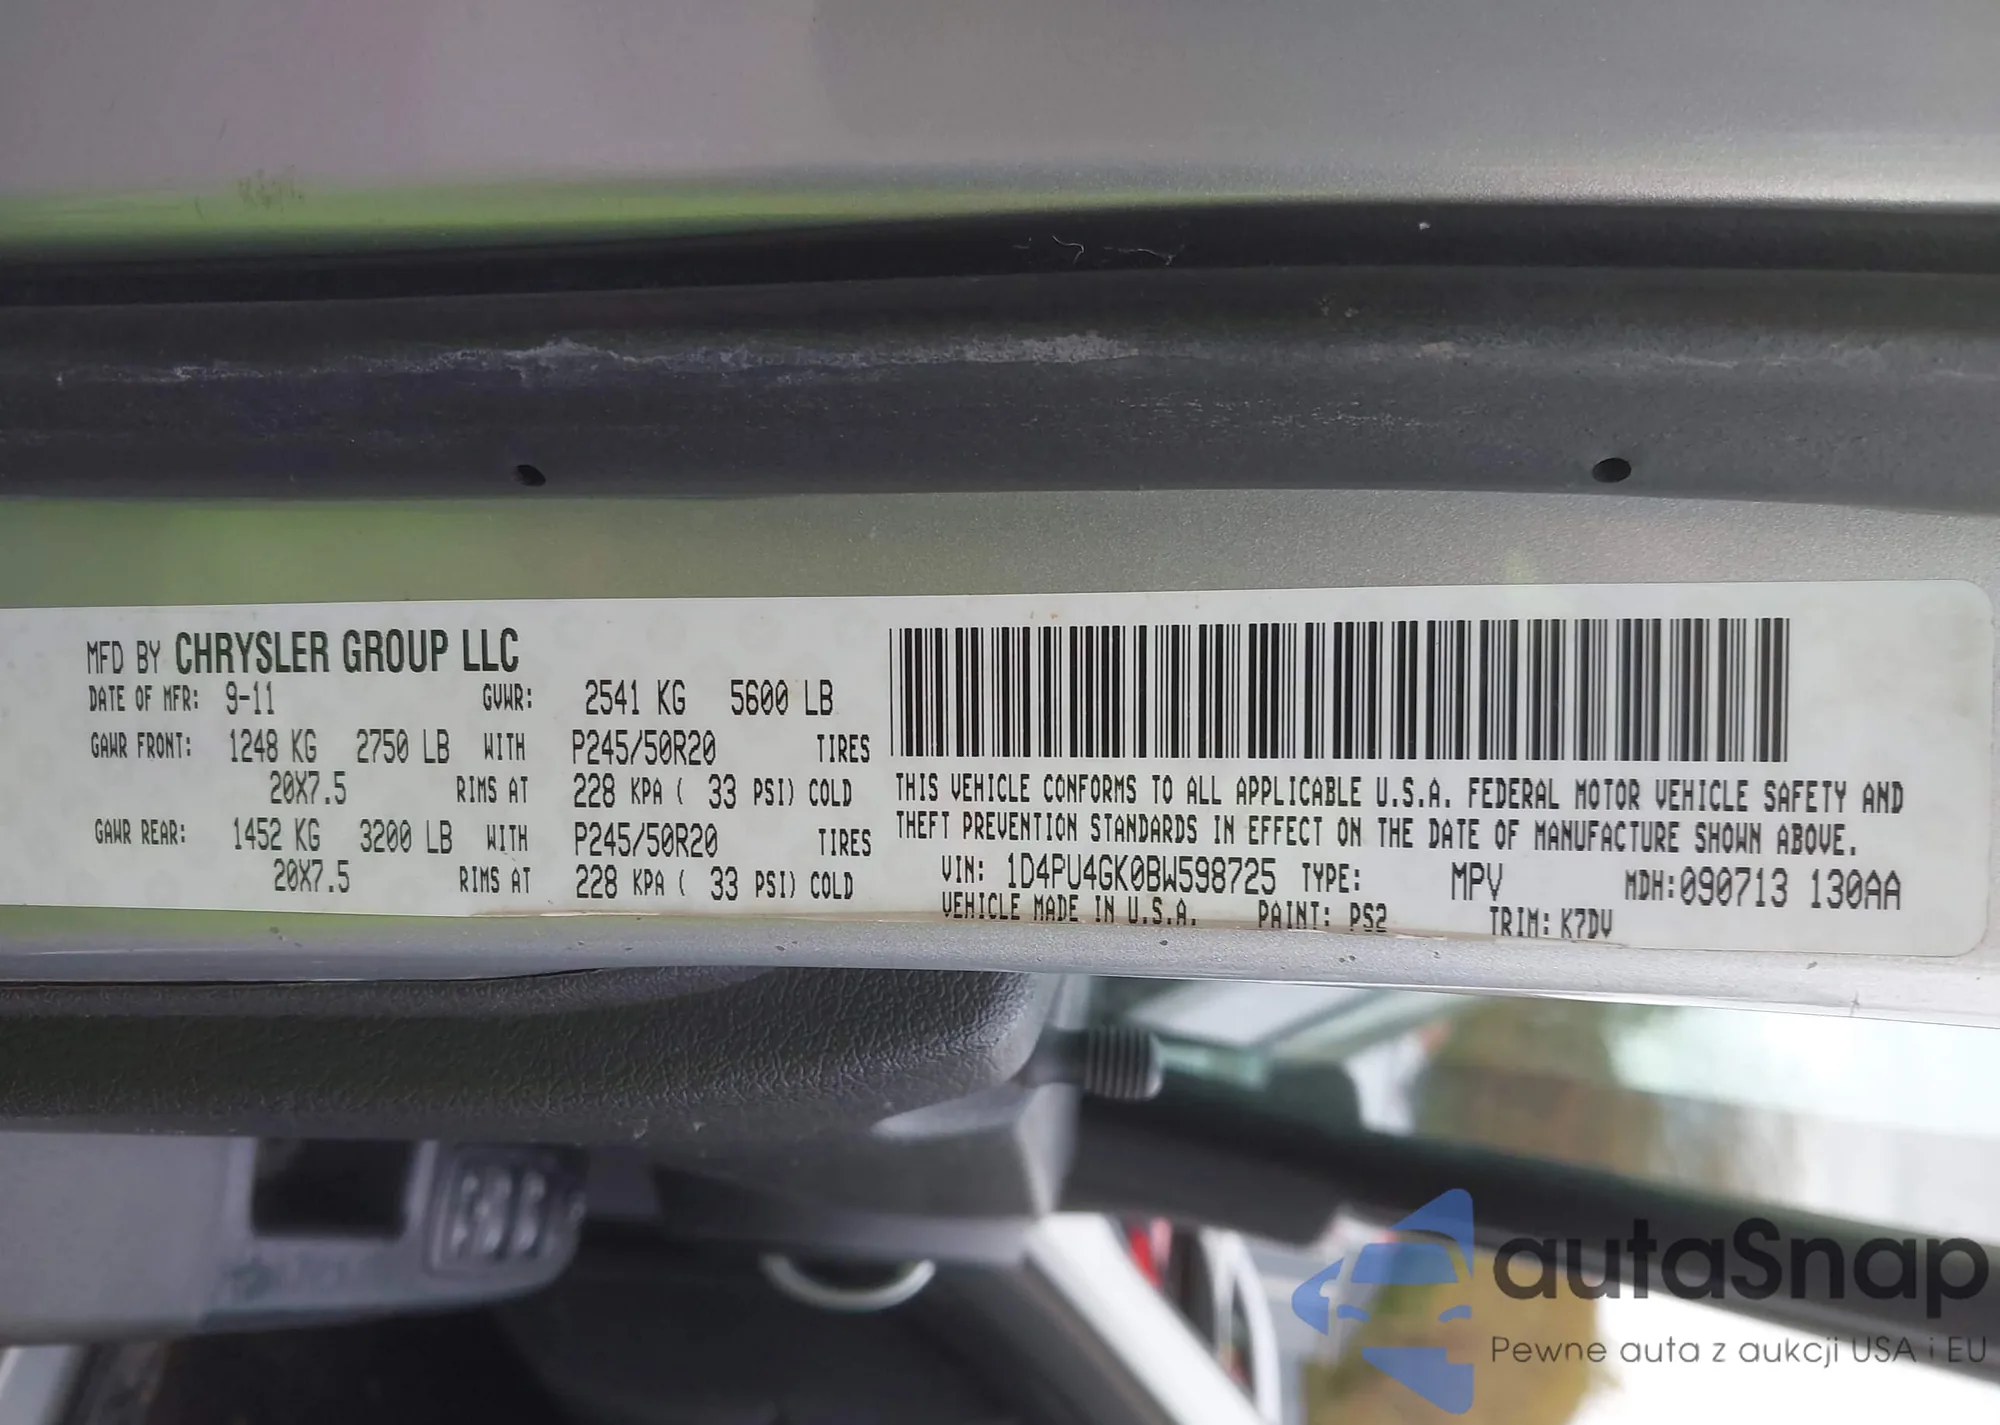 MFD BY CHRYSLER GROUP LLC
DATE OF MFR: 9-11 GVWR: 2541 KG 5600 LB
GAWR FRONT: 1248 KG 2750 LB WITH P245/50R20 TIRES
20X7.5 RIMS AT 228 KPA ( 33 PSI) COLD
GAWR REAR: 1452 KG 3200 LB WITH P245/50R20 TIRES
20X7.5 RIMS AT 228 KPA ( 33 PSI) COLD
THIS VEHICLE CONFORMS TO ALL APPLICABLE U.S.A. FEDERAL MOTOR VEHICLE SAFETY AND
THEFT PREVENTION STANDARDS IN EFFECT ON THE DATE OF MANUFACTURE SHOWN ABOVE.
VIN: 1D4PU4GK0BW598725 TYPE: MPV MDH:090713 130AA
VEHICLE MADE IN U.S.A. PAINT: PS2 TRIM: K7DV
autaSnap
Pewne auta z aukcji USA i EU